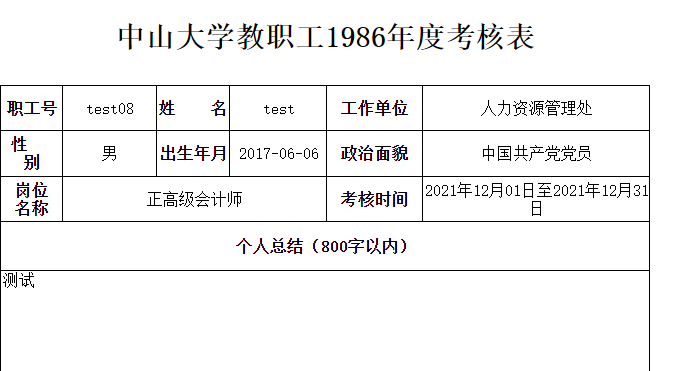 中山大学教职工1986年度考核表
职工号 test08 姓 名 test 工作单位 人力资源管理处
性 别 男 出生年月 2017-06-06 政治面貌 中国共产党党员
岗位名称 正高级会计师 考核时间 2021年12月01日至2021年12月31日
个人总结（800字以内）
测试